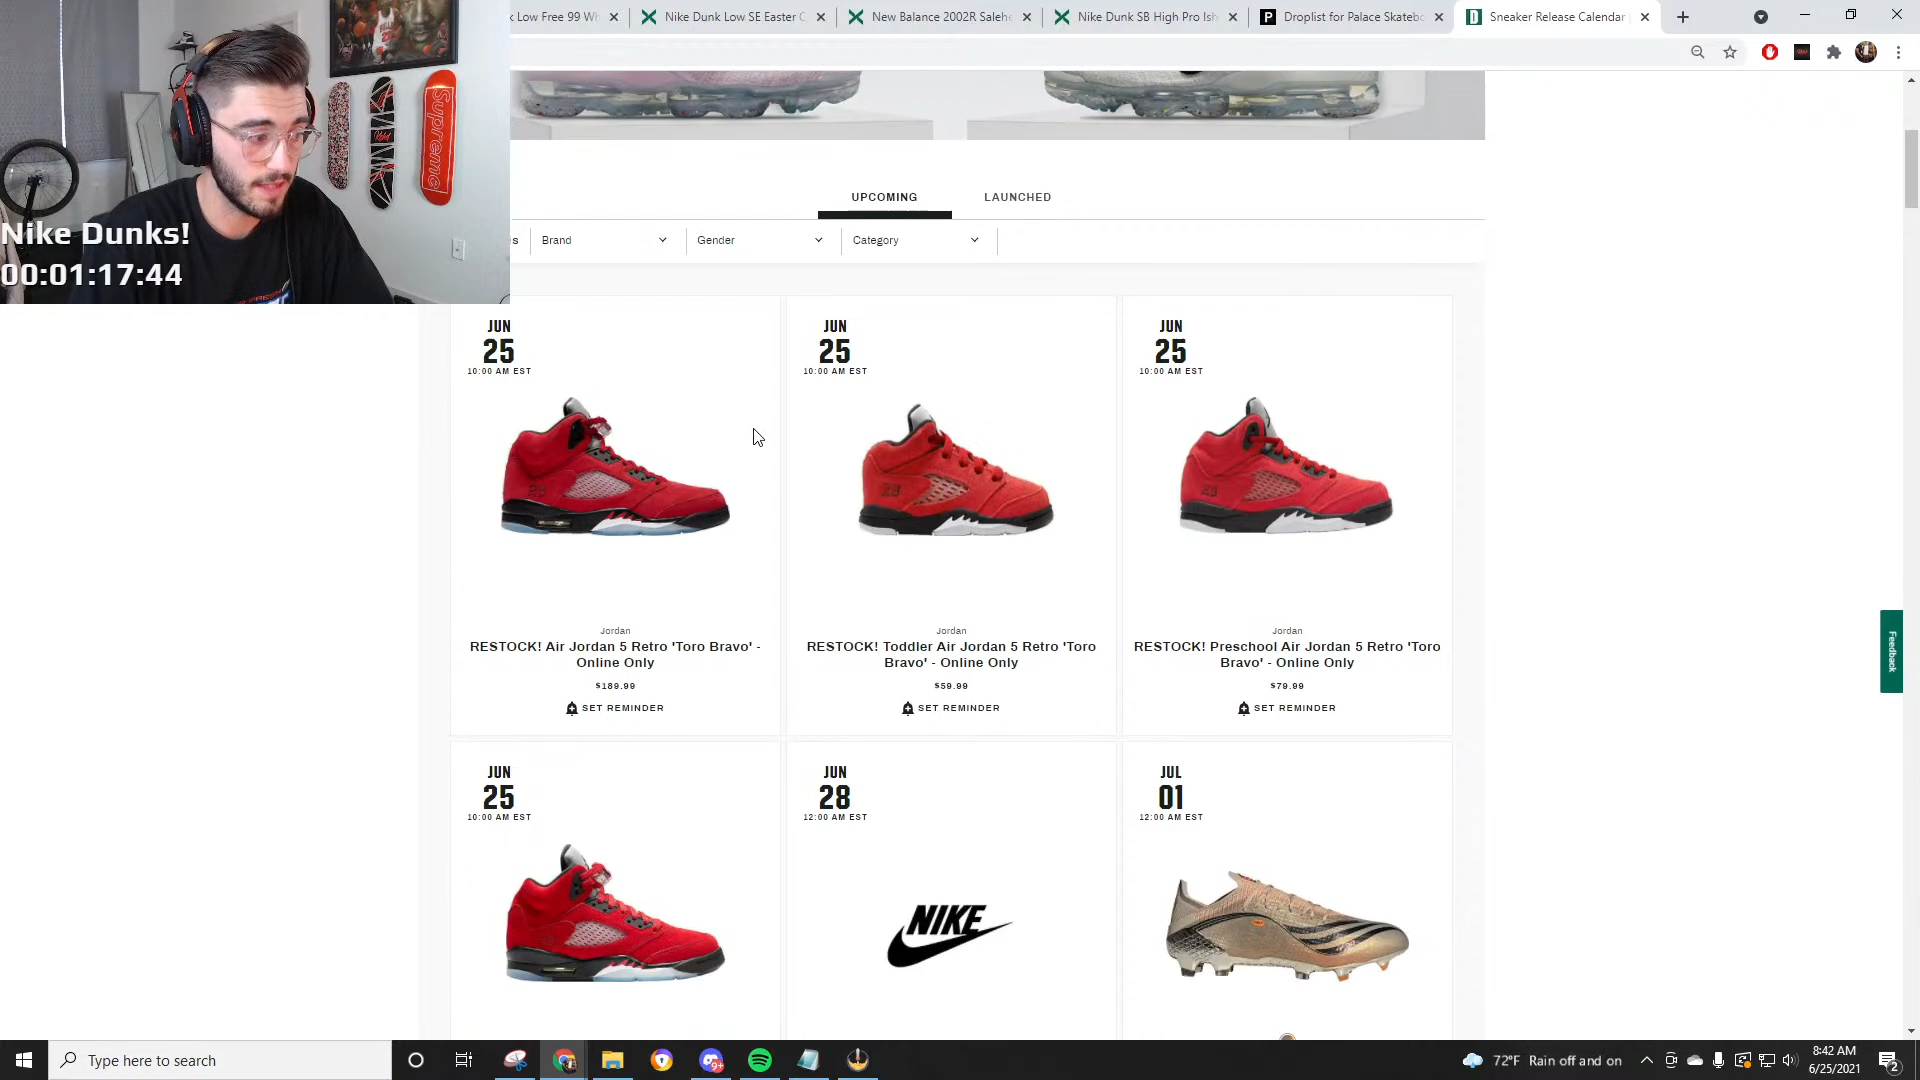 k Low Free 99 Wh
Nike Dunk Low SE Easter C
New Balance 2002R Salehe
Nike Dunk SB High Pro Ish
P
Droplist for Palace Skatebo
D
Sneaker Release Calendar
Supreme
Nike Dunks!
00:01:17:44
UPCOMING
LAUNCHED
s
Brand
Gender
Category
JUN
25
10:00 AM EST
JUN
25
10:00 AM EST
JUN
25
10:00 AM EST
Jordan
RESTOCK! Air Jordan 5 Retro 'Toro Bravo' -
Online Only
$189.99
SET REMINDER
Jordan
RESTOCK! Toddler Air Jordan 5 Retro 'Toro
Bravo' - Online Only
$59.99
SET REMINDER
Jordan
RESTOCK! Preschool Air Jordan 5 Retro 'Toro
Bravo' - Online Only
$79.99
SET REMINDER
Feedback
JUN
25
10:00 AM EST
JUN
28
12:00 AM EST
JUL
01
12:00 AM EST
NIKE
Type here to search
9+
72°F Rain off and on
8:42 AM
6/25/2021
2